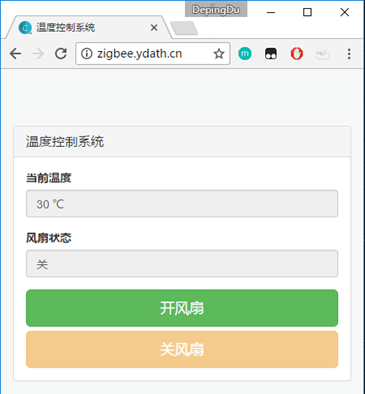 DepingDu
温度控制系统
zigbee.ydath.cn
温度控制系统
当前温度
30 ℃
风扇状态
关
开风扇
关风扇